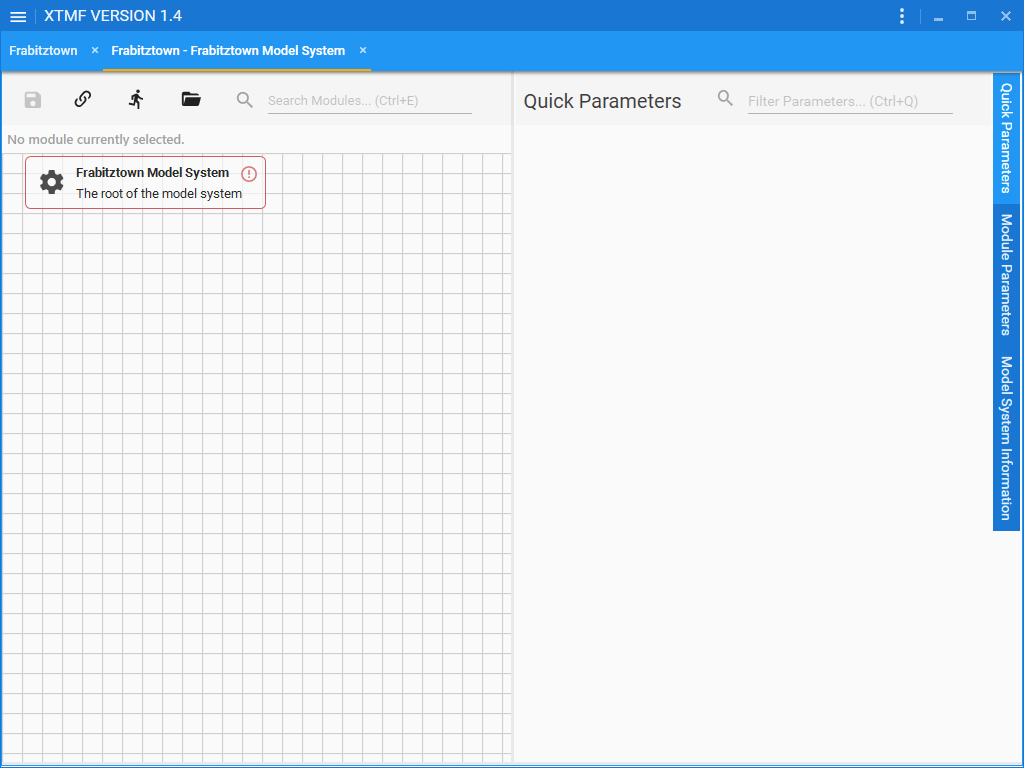 XTMF VERSION 1.4
Frabitztown
Frabitztown - Frabitztown Model System
Search Modules... (Ctrl+E)
Quick Parameters
Filter Parameters... (Ctrl+Q)
No module currently selected.
Frabitztown Model System
The root of the model system
Quick Parameters
Module Parameters
Model System Information